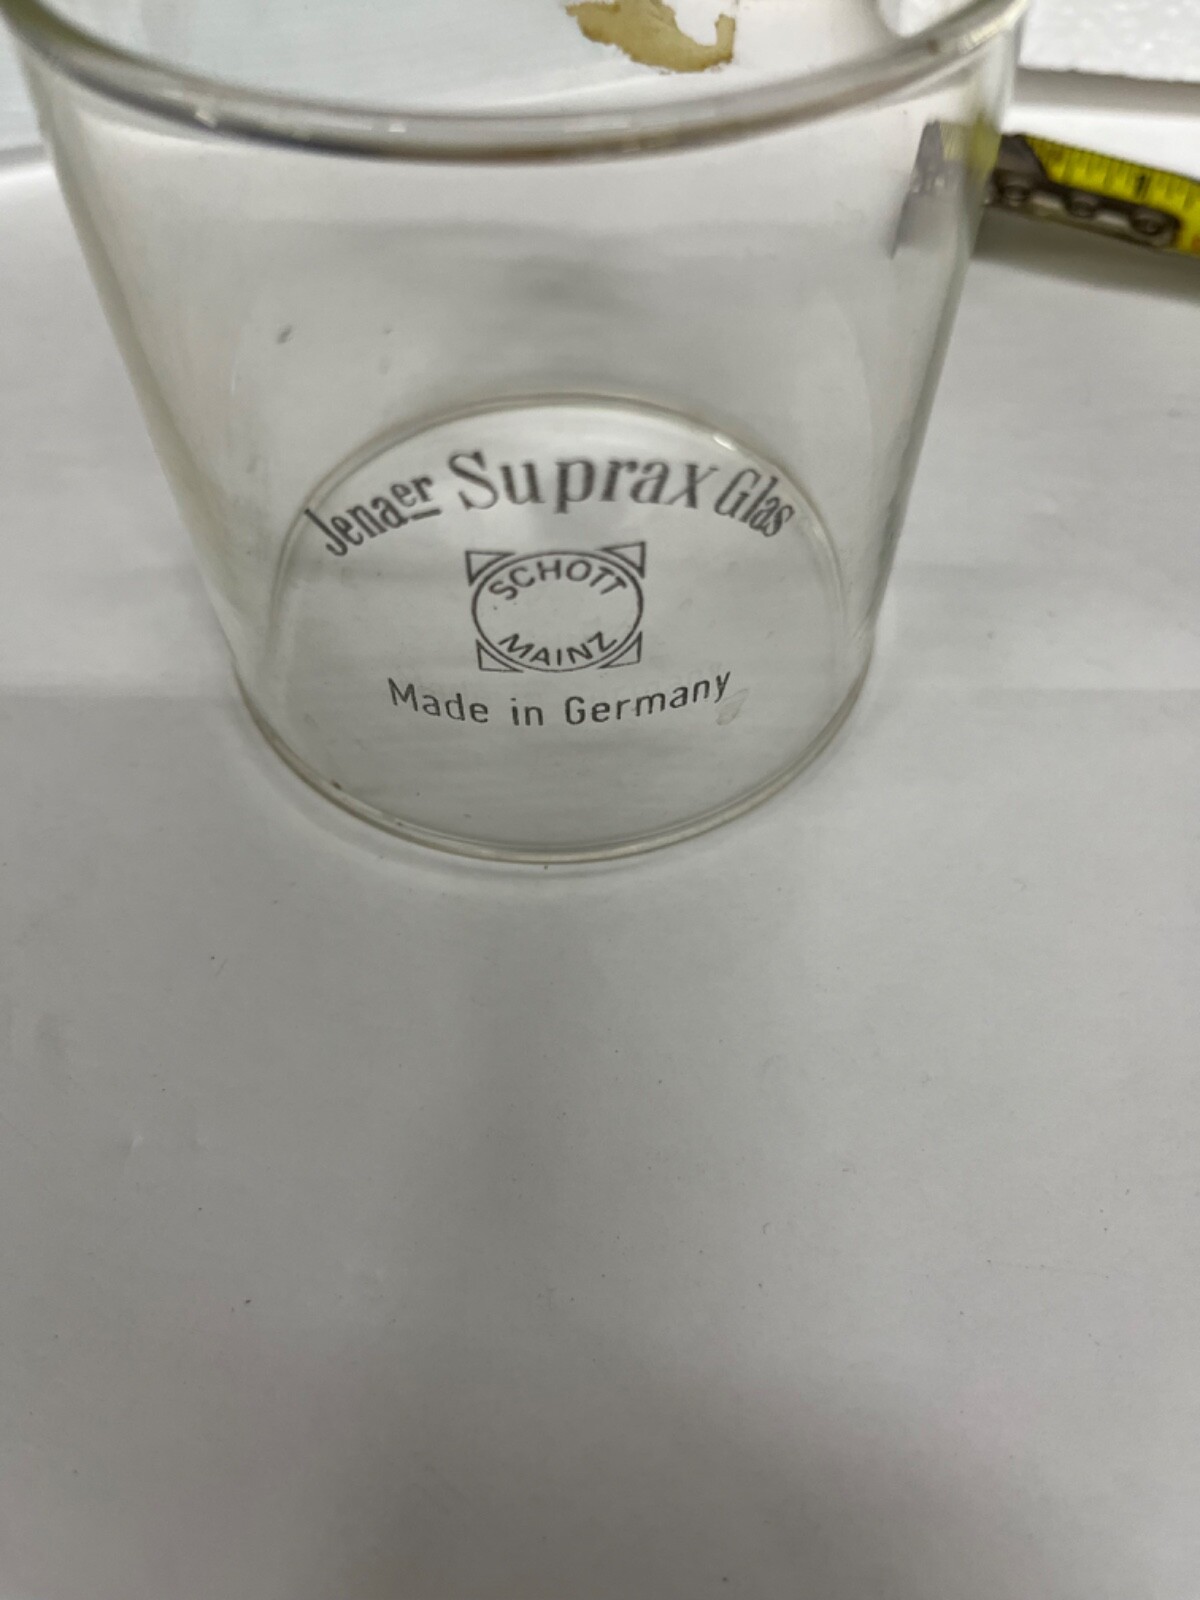 Jenaer Suprax Glas
SCHOTT
MAINZ
Made in Germany